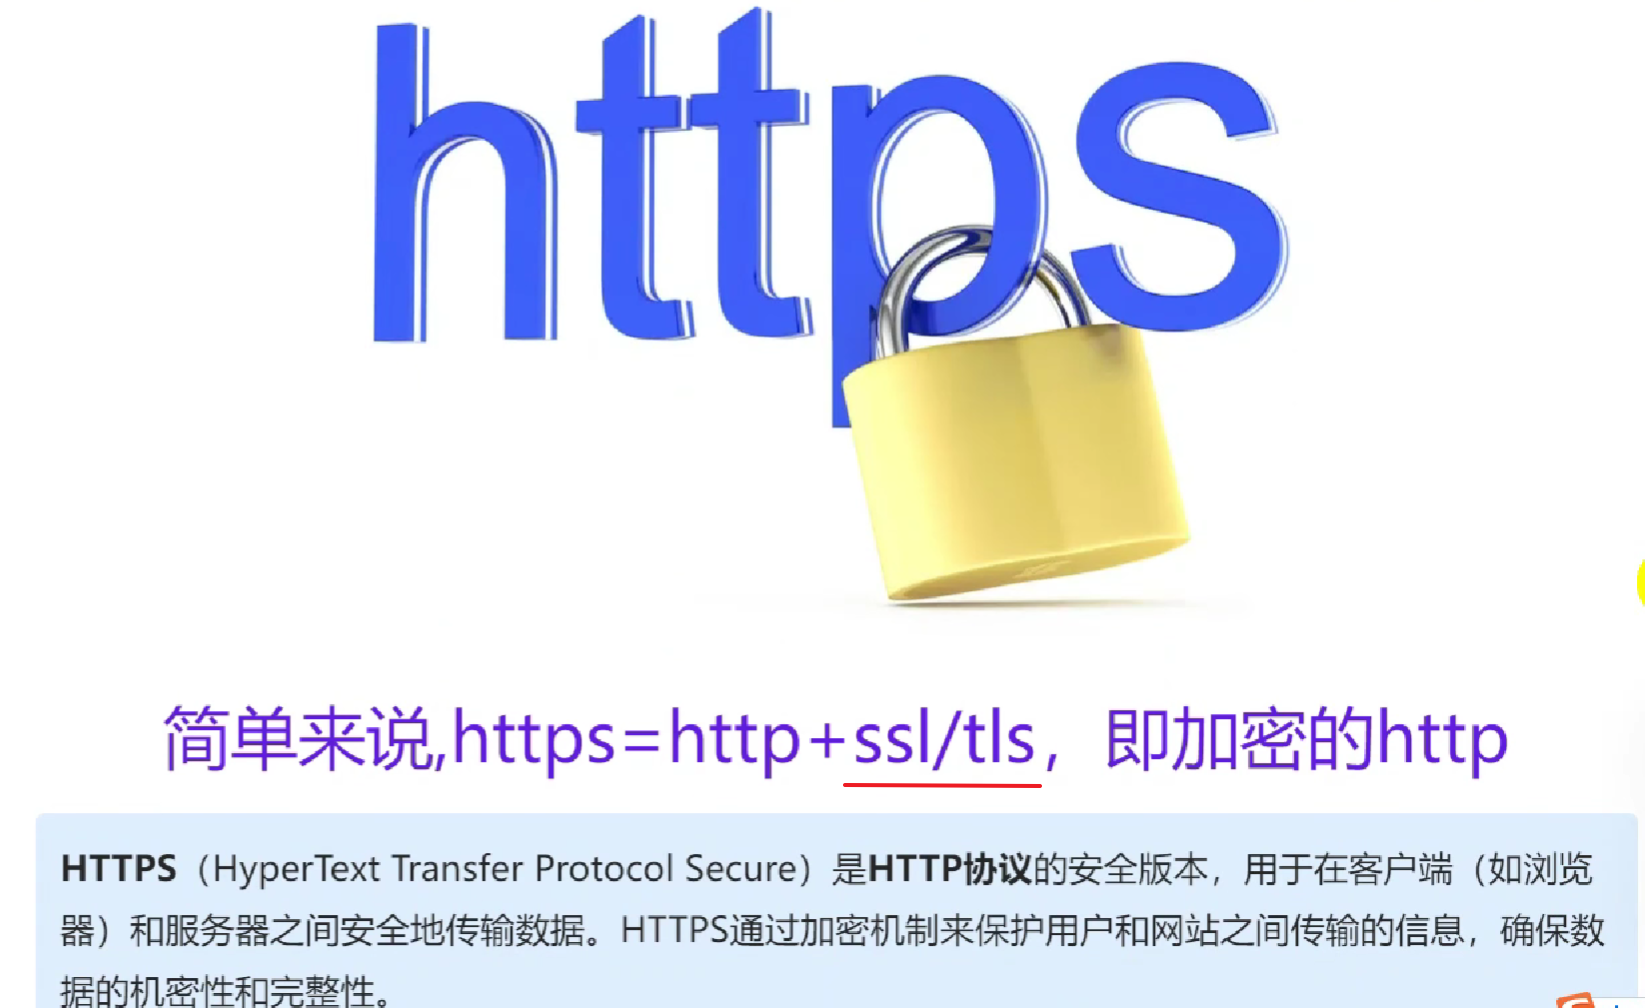 https
简单来说,https=http+ssl/tls，即加密的http
HTTPS（HyperText Transfer Protocol Secure）是HTTP协议的安全版本，用于在客户端（如浏览
器）和服务器之间安全地传输数据。HTTPS通过加密机制来保护用户和网站之间传输的信息，确保数
据的机密性和完整性。